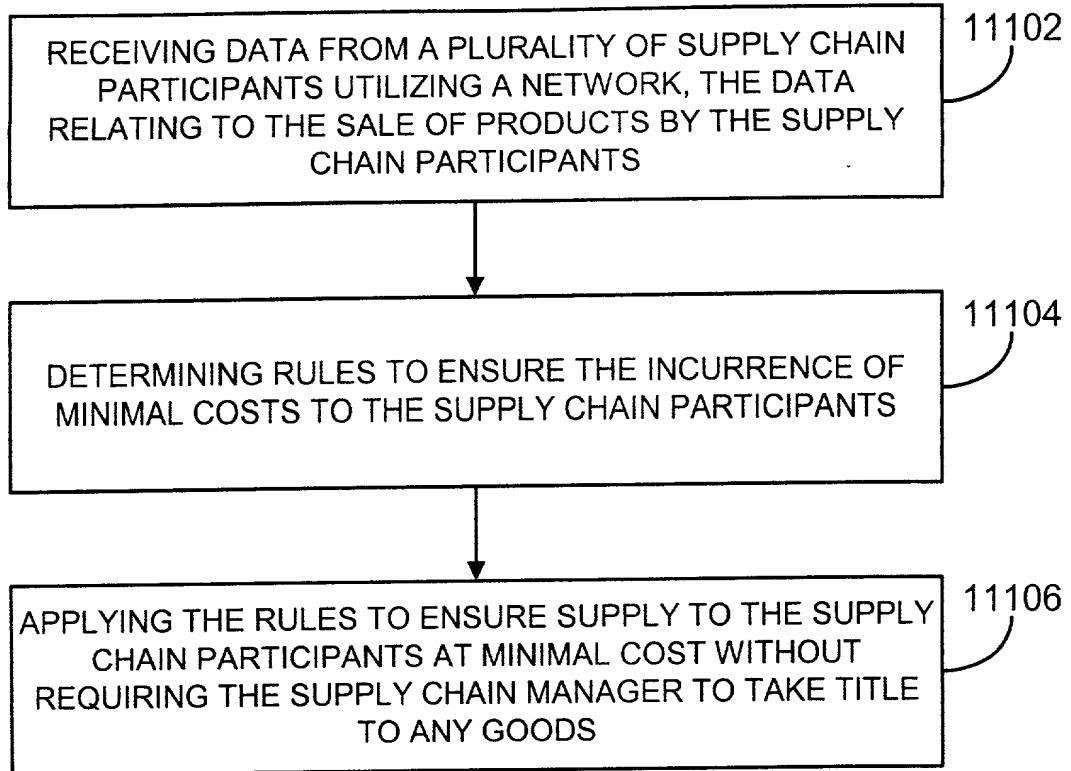 RECEIVING DATA FROM A PLURALITY OF SUPPLY CHAIN
PARTICIPANTS UTILIZING A NETWORK, THE DATA
RELATING TO THE SALE OF PRODUCTS BY THE SUPPLY
CHAIN PARTICIPANTS
11102
DETERMINING RULES TO ENSURE THE INCURRENCE OF
MINIMAL COSTS TO THE SUPPLY CHAIN PARTICIPANTS
11104
APPLYING THE RULES TO ENSURE SUPPLY TO THE SUPPLY
CHAIN PARTICIPANTS AT MINIMAL COST WITHOUT
REQUIRING THE SUPPLY CHAIN MANAGER TO TAKE TITLE
TO ANY GOODS
11106